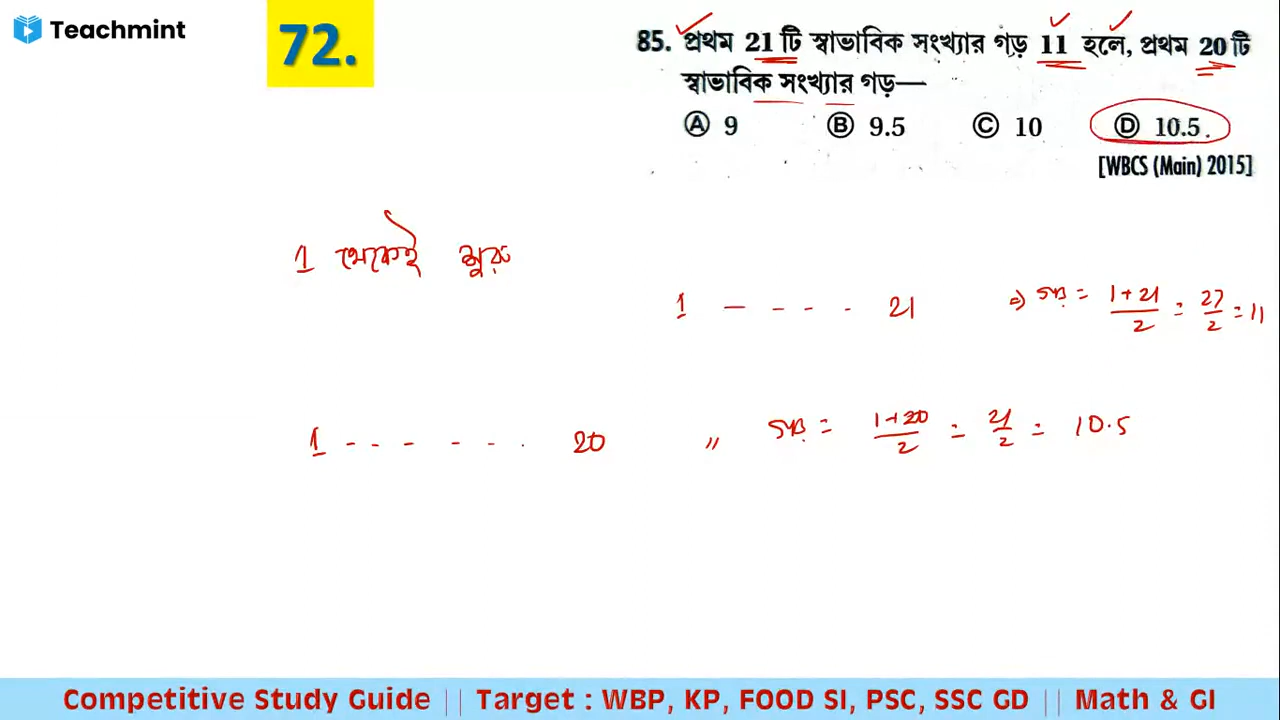 Teachmint
72.
85. প্রথম 21 টি স্বাভাবিক সংখ্যার গড় 11 হলে, প্রথম 20 টি
স্বাভাবিক সংখ্যার গড়—
Ⓐ 9 Ⓑ 9.5 Ⓒ 10 Ⓓ 10.5.
[WBCS (Main) 2015]
1 থেকেই শুরু
1 — - - - . 21 ⇒ গড় = 1+21/2 = 22/2 = 11
1 - - - - - . 20 " গড় = 1+20/2 = 21/2 = 10.5
Competitive Study Guide || Target : WBP, KP, FOOD SI, PSC, SSC GD || Math & GI